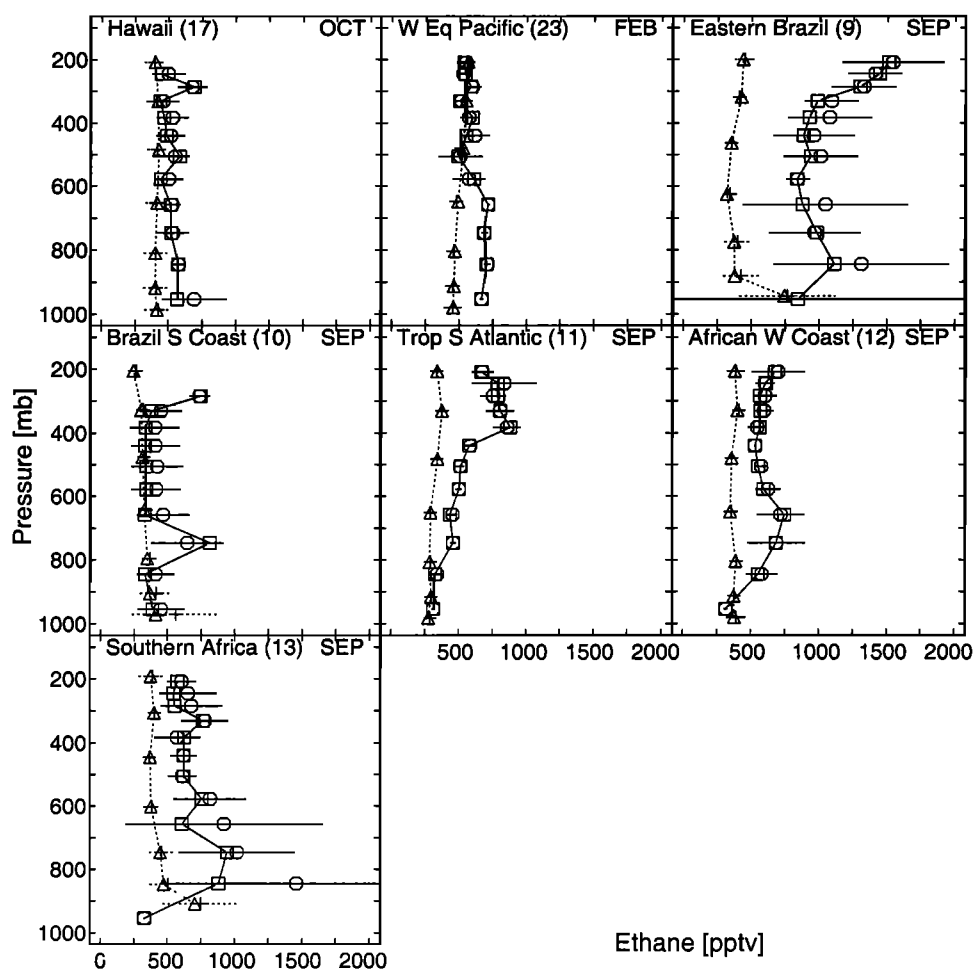 Hawaii (17) OCT W Eq Pacific (23) FEB Eastern Brazil (9) SEP
200
400
600
800
1000
Brazil S Coast (10) SEP Trop S Atlantic (11) SEP African W Coast (12) SEP
200
400
600
800
1000
Pressure [mb]
500 1000 1500 2000 500 1000 1500 2000
Southern Africa (13) SEP
200
400
600
800
1000
0 500 1000 1500 2000
Ethane [pptv]